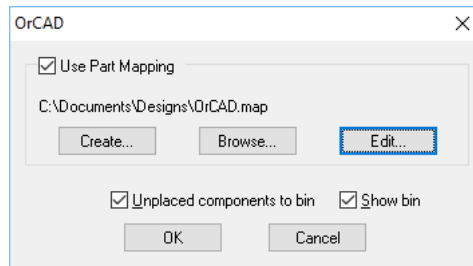 OrCAD
Use Part Mapping
C:\Documents\Designs\OrCAD.map
Create... Browse... Edit...
Unplaced components to bin Show bin
OK Cancel